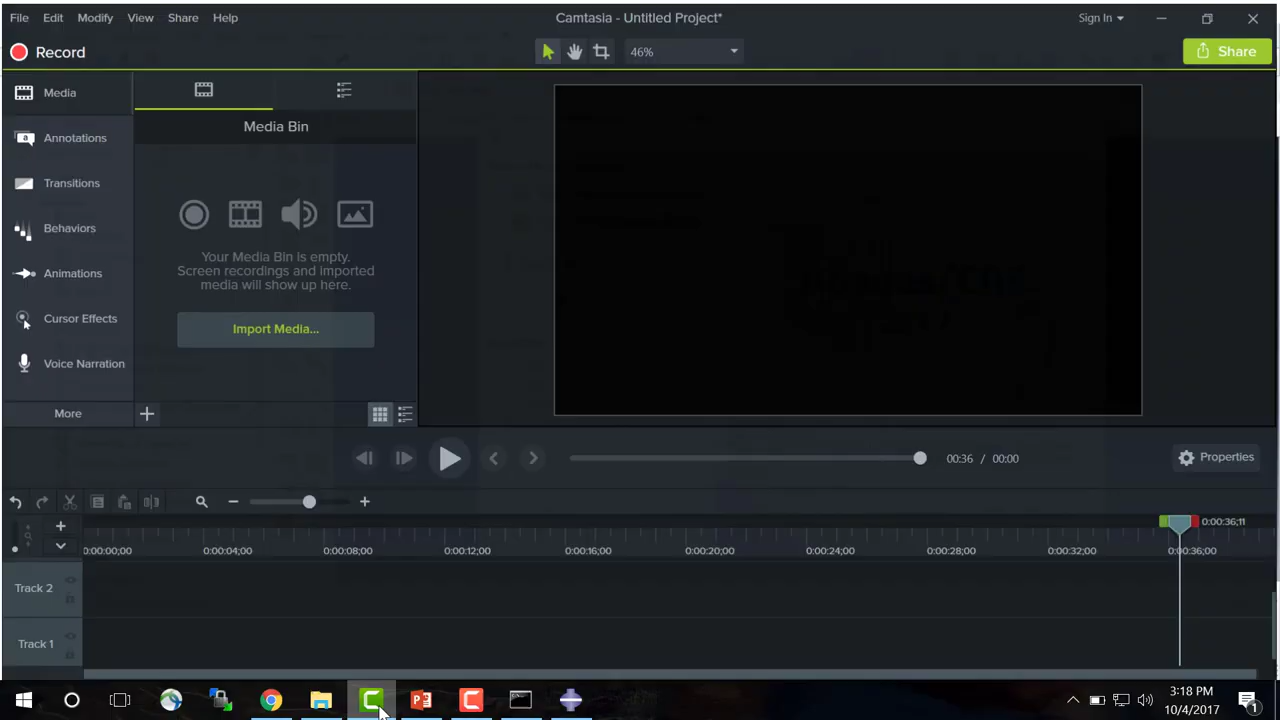 File Edit Modify View Share Help Camtasia - Untitled Project* Sign In
Record 46% Share
Media
Media Bin
Annotations
Transitions
Behaviors
Animations
Cursor Effects
Voice Narration
More
Your Media Bin is empty.
Screen recordings and imported
media will show up here.
Import Media...
00:36 / 00:00 Properties
0:00:36;11
0:00:00;00 0:00:04;00 0:00:08;00 0:00:12;00 0:00:16;00 0:00:20;00 0:00:24;00 0:00:28;00 0:00:32;00 0:00:36;00
Track 2
Track 1
3:18 PM
10/4/2017
1